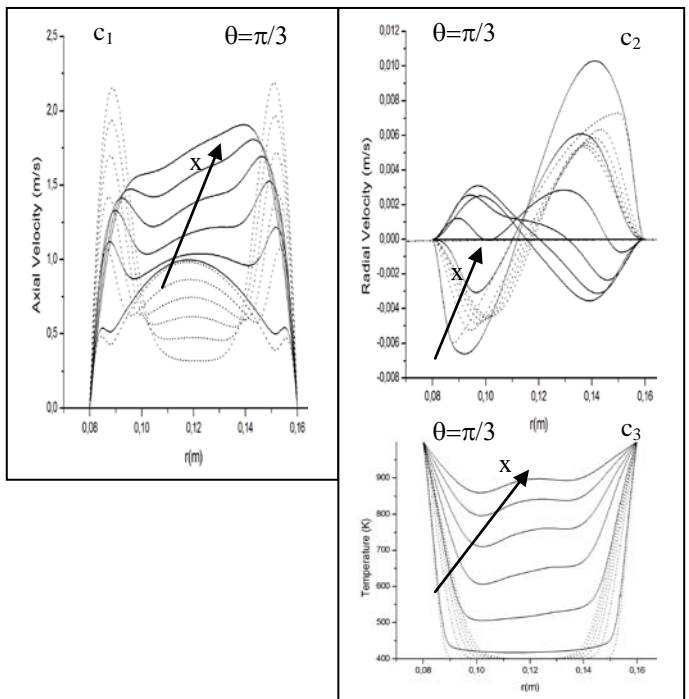 c₁ θ=π/3
2,5
2,0
1,5
1,0
0,5
0,0
Axial Velocity (m/s)
x
0,08 0,10 0,12 0,14 0,16
r(m)
θ=π/3 c₂
0,012
0,010
0,008
0,006
0,004
0,002
0,000
-0,002
-0,004
-0,006
-0,008
Radial Velocity (m/s)
x
0,08 0,10 0,12 0,14 0,16
r(m)
θ=π/3 c₃
900
800
700
600
500
400
Temperature (K)
x
0,08 0,10 0,12 0,14 0,16
r(m)